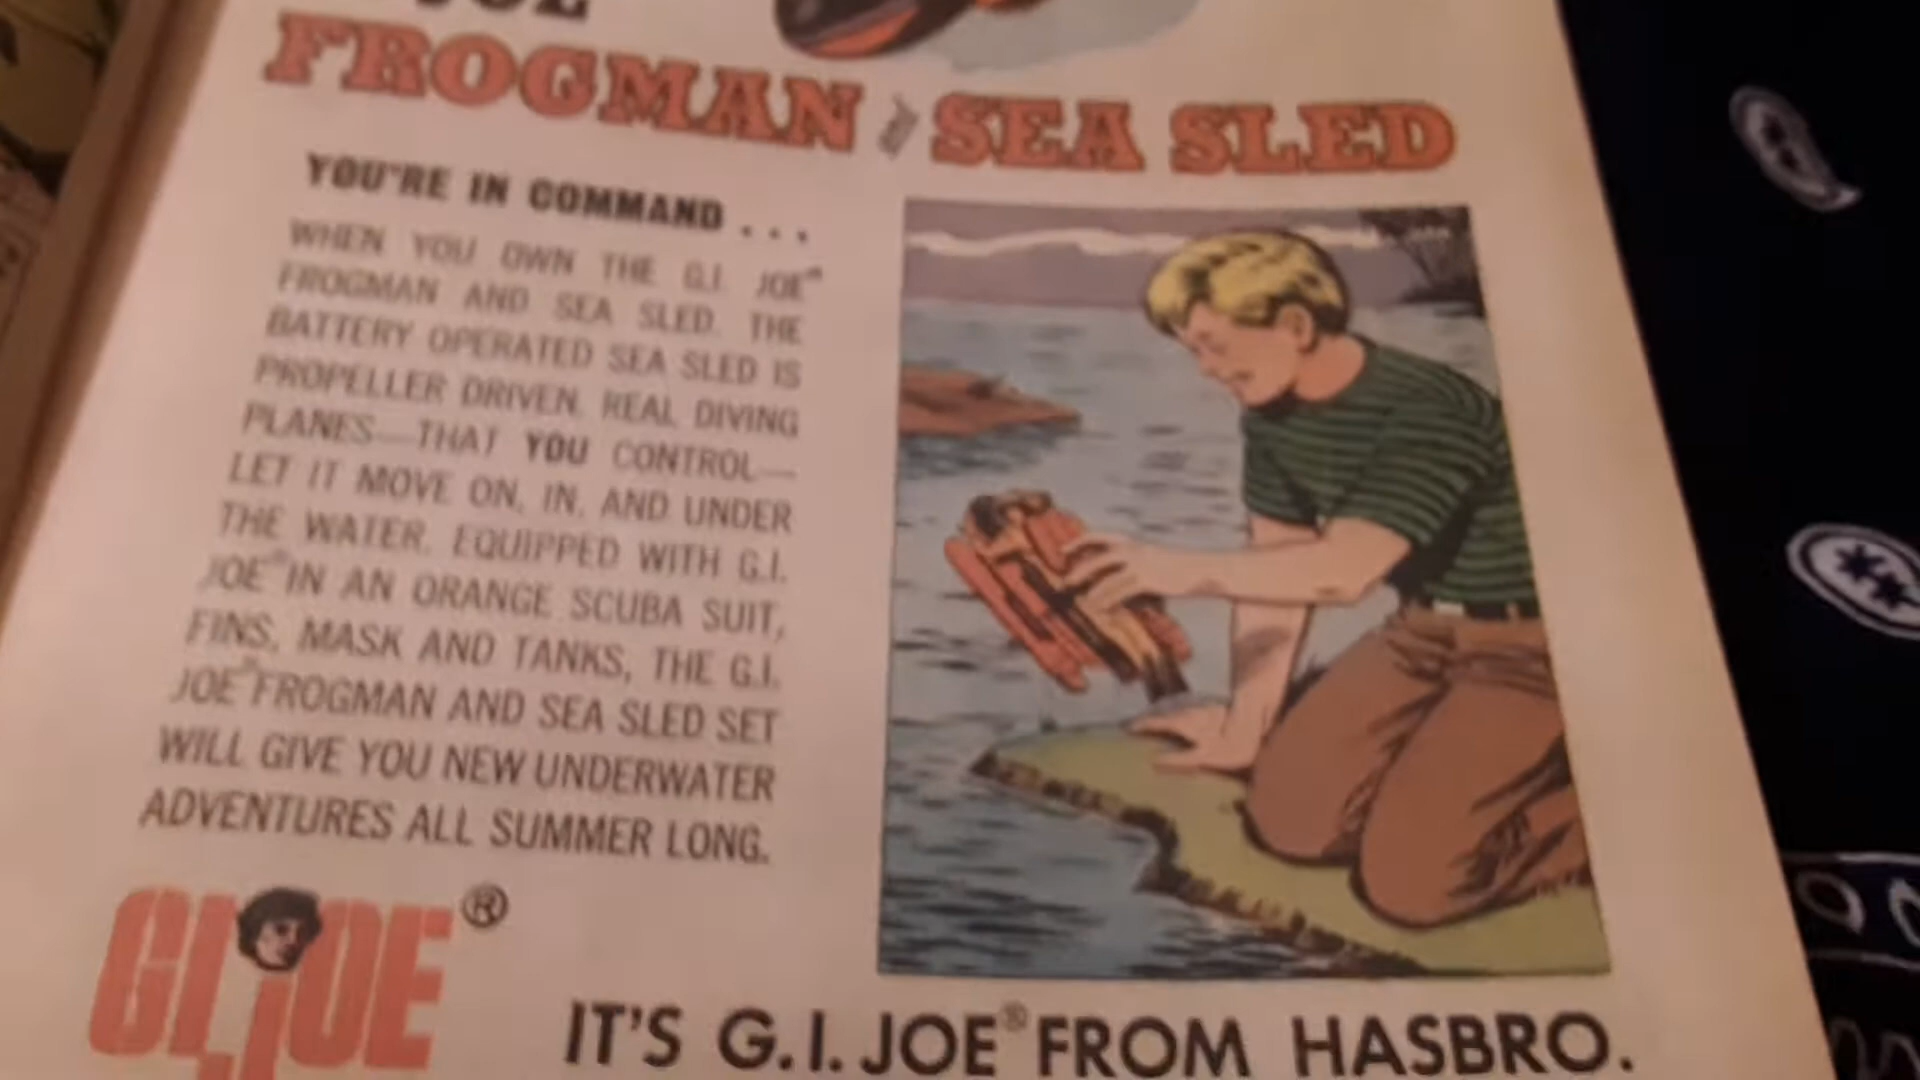 JOE
FROGMAN and SEA SLED
YOU'RE IN COMMAND . . .
WHEN YOU OWN THE G.I. JOE®
FROGMAN AND SEA SLED. THE
BATTERY OPERATED SEA SLED IS
PROPELLER DRIVEN. REAL DIVING
PLANES—THAT YOU CONTROL—
LET IT MOVE ON, IN, AND UNDER
THE WATER. EQUIPPED WITH G.I.
JOE® IN AN ORANGE SCUBA SUIT,
FINS, MASK AND TANKS, THE G.I.
JOE® FROGMAN AND SEA SLED SET
WILL GIVE YOU NEW UNDERWATER
ADVENTURES ALL SUMMER LONG.
GI JOE®
IT'S G.I. JOE® FROM HASBRO.